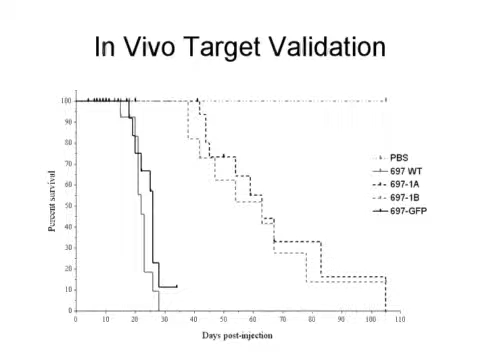 In Vivo Target Validation
100
90
80
70
60
50
40
30
20
10
0
Percent survival
0 10 20 30 40 50 60 70 80 90 100 110
Days post-injection
PBS
697 WT
697-1A
697-1B
697-GFP